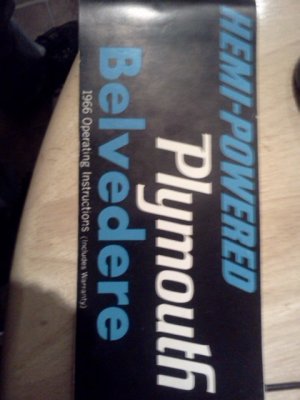 HEMI-POWERED
Plymouth
Belvedere
1966 Operating Instructions (Includes Warranty)